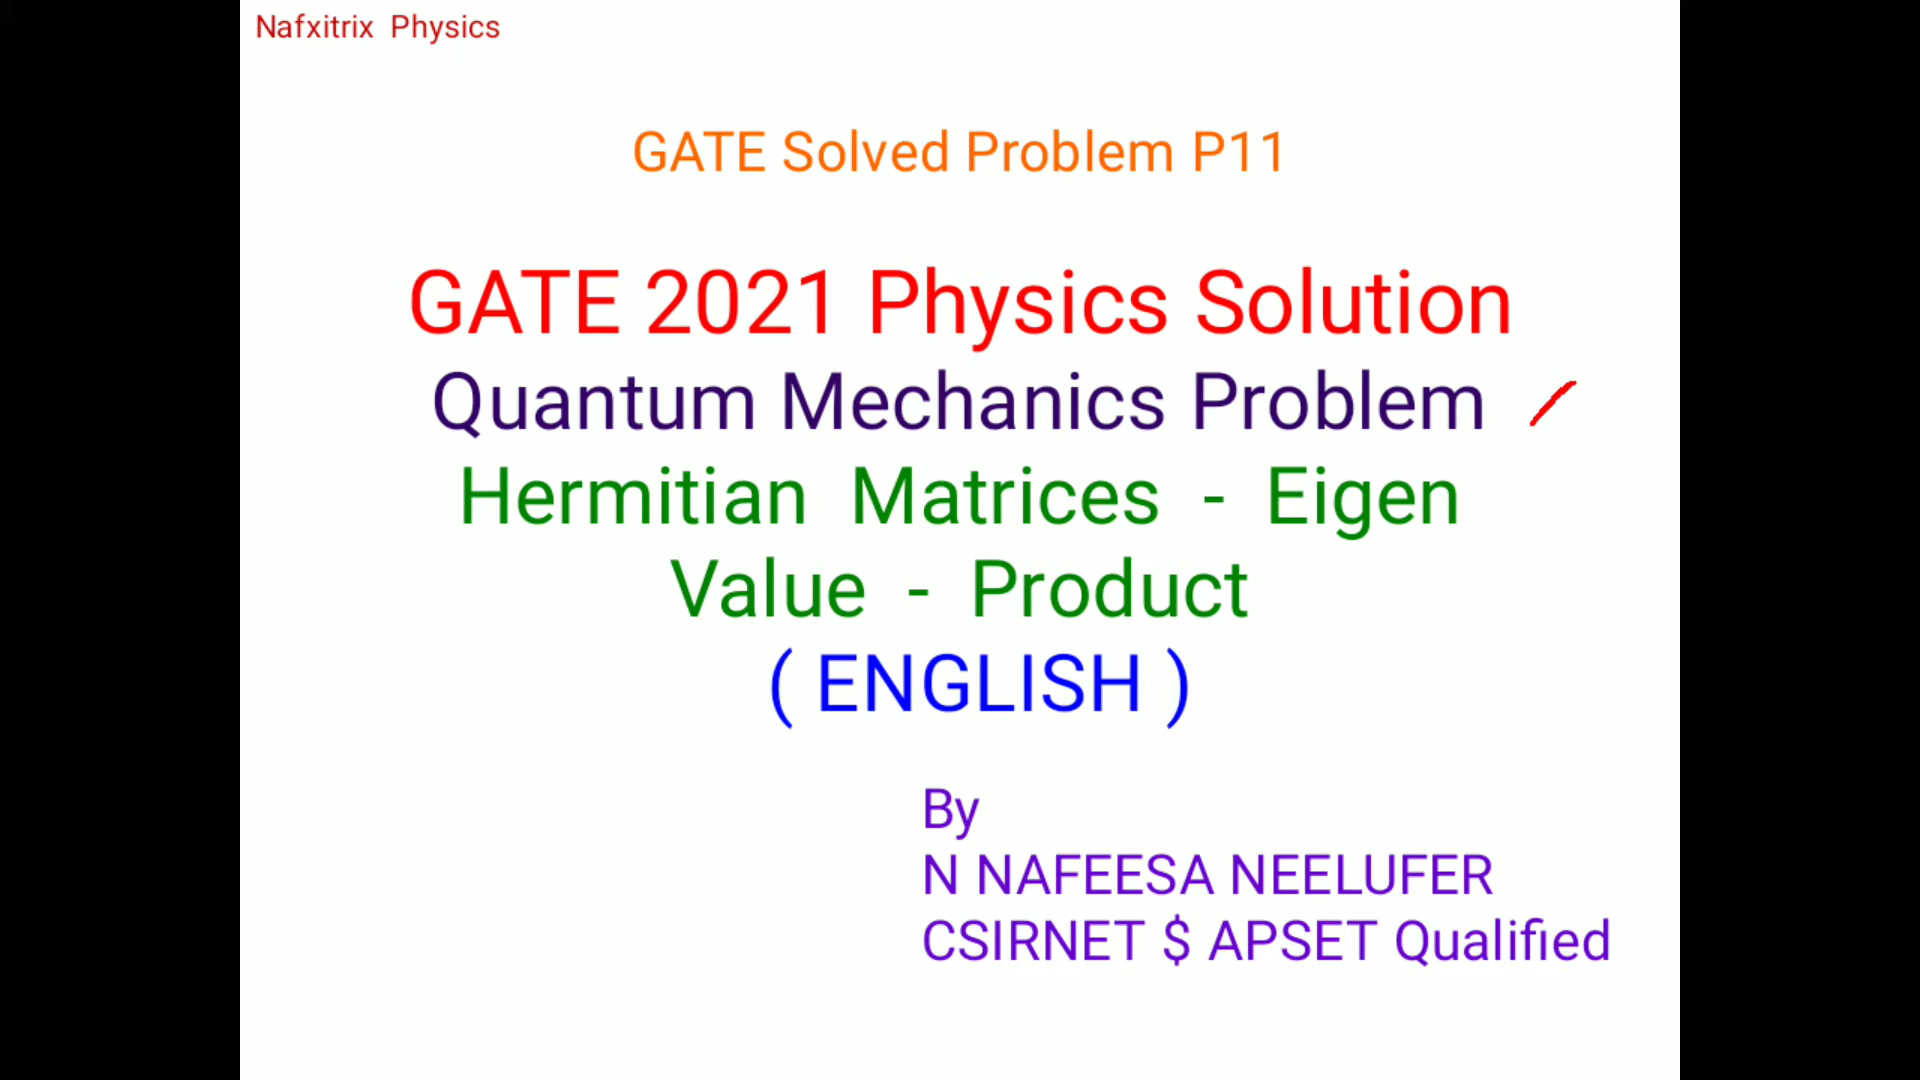 Nafxitrix Physics
GATE Solved Problem P11
GATE 2021 Physics Solution
Quantum Mechanics Problem
Hermitian Matrices - Eigen
Value - Product
( ENGLISH )
By
N NAFEESA NEELUFER
CSIRNET $ APSET Qualified